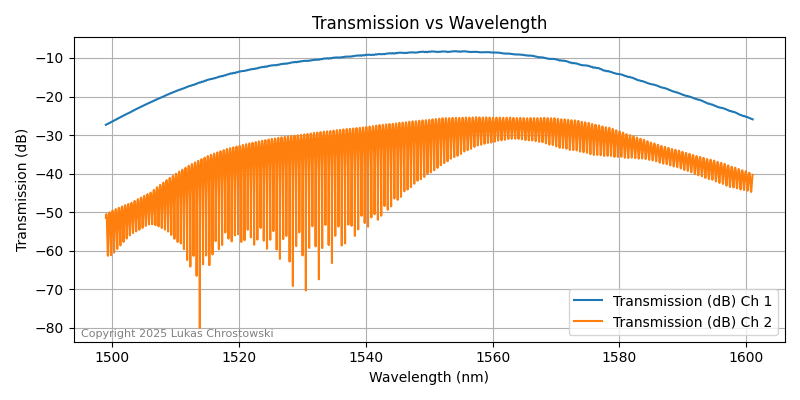 Transmission vs Wavelength
Transmission (dB)
−10
−20
−30
−40
−50
−60
−70
−80
Transmission (dB) Ch 1
Transmission (dB) Ch 2
Copyright 2025 Lukas Chrostowski
1500 1520 1540 1560 1580 1600
Wavelength (nm)